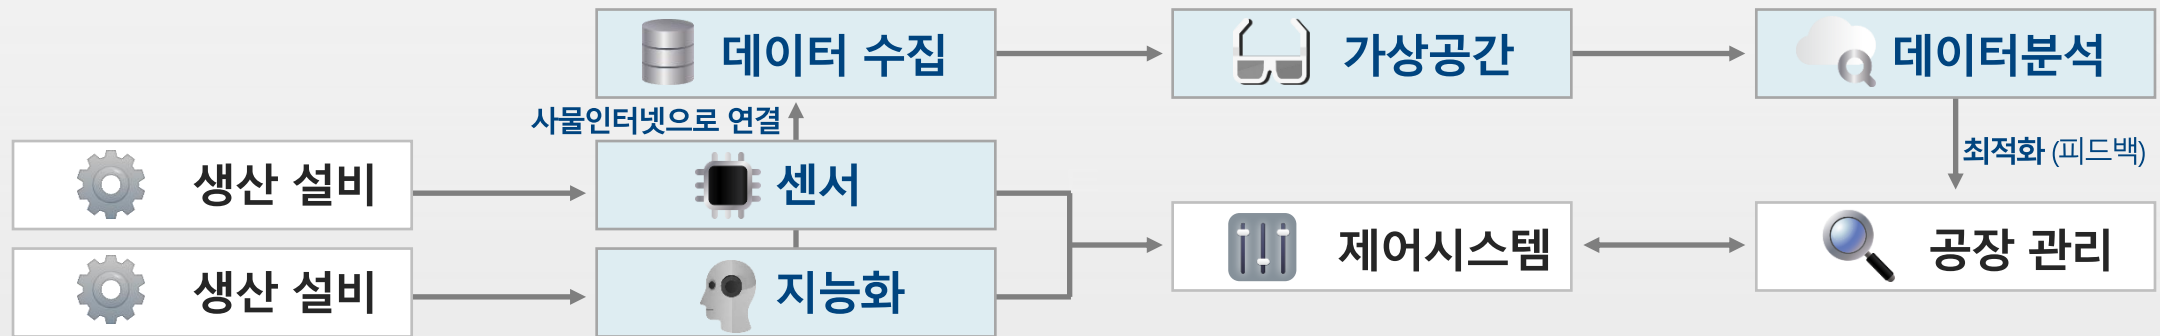 데이터 수집
가상공간
데이터분석
사물인터넷으로 연결
최적화 (피드백)
생산 설비
센서
제어시스템
공장 관리
생산 설비
지능화